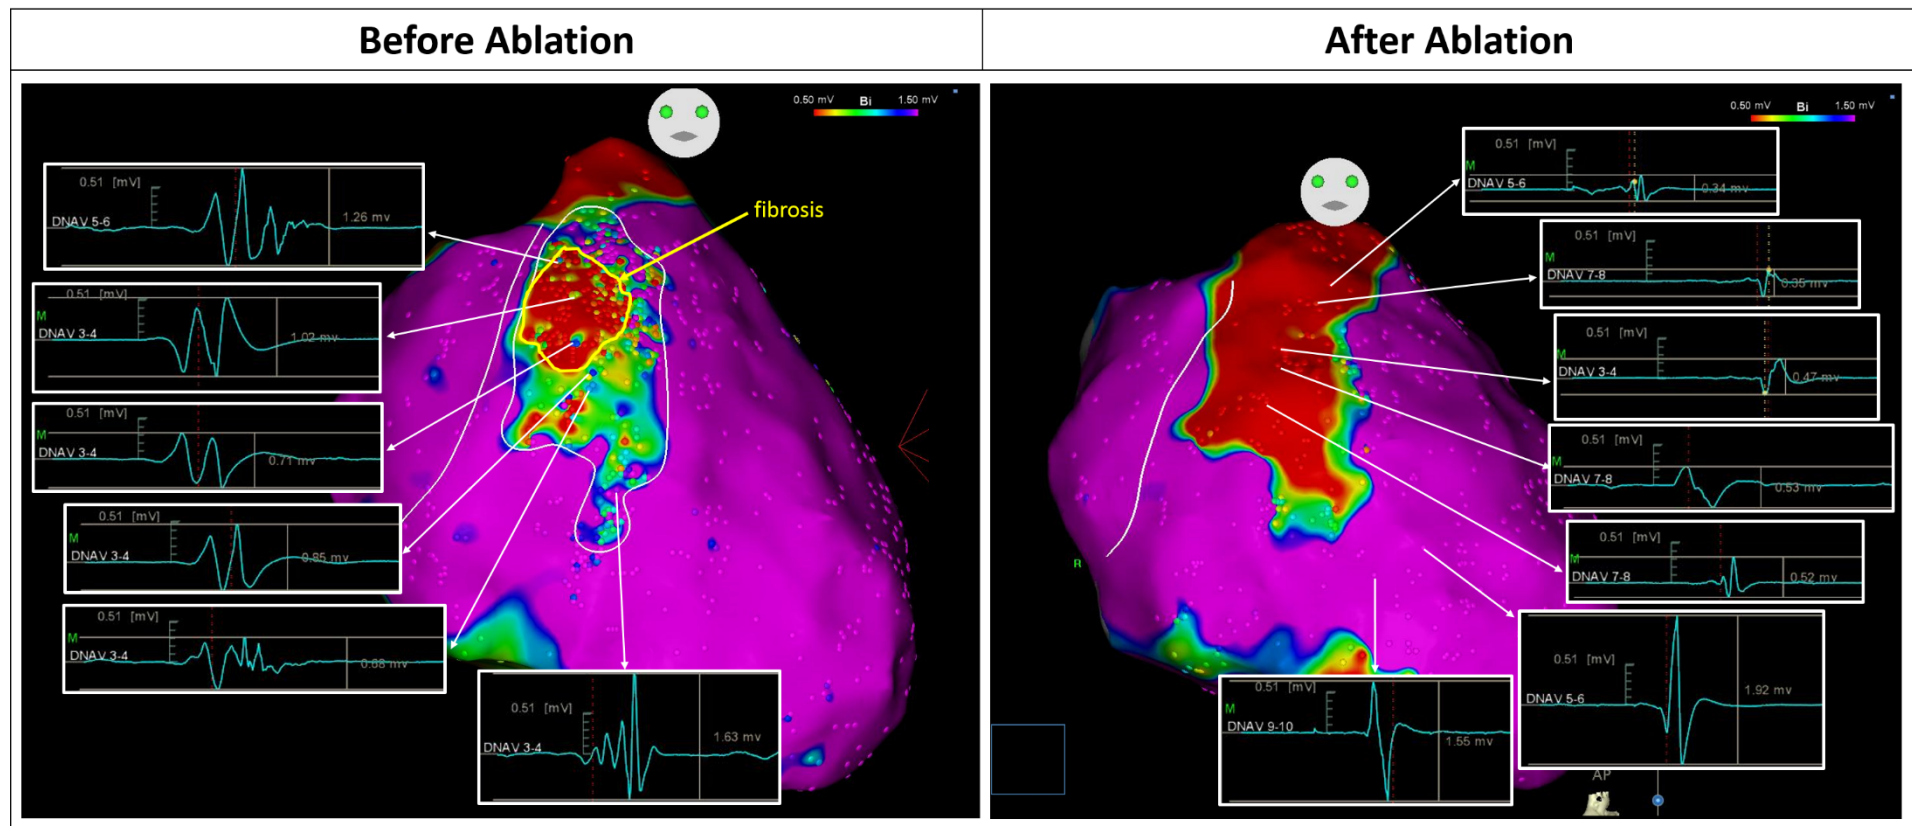 Before Ablation
After Ablation
0.50 mV Bi 1.50 mV
fibrosis
0.51 [mV]
DNAV 5-6
1.26 mv
0.51 [mV]
M
DNAV 3-4
1.02 mv
0.51 [mV]
M
DNAV 3-4
0.71 mv
0.51 [mV]
M
DNAV 3-4
0.85 mv
0.51 [mV]
M
DNAV 3-4
0.68 mv
0.51 [mV]
DNAV 3-4
1.63 mv
0.50 mV Bi 1.50 mV
0.51 [mV]
M
DNAV 5-6
0.34 mv
0.51 [mV]
M
DNAV 7-8
0.35 mv
0.51 [mV]
M
DNAV 3-4
0.47 mv
0.51 [mV]
M
DNAV 7-8
0.53 mv
0.51 [mV]
M
DNAV 7-8
0.52 mv
R
0.51 [mV]
DNAV 5-6
1.92 mv
0.51 [mV]
M
DNAV 9-10
1.55 mv
AP